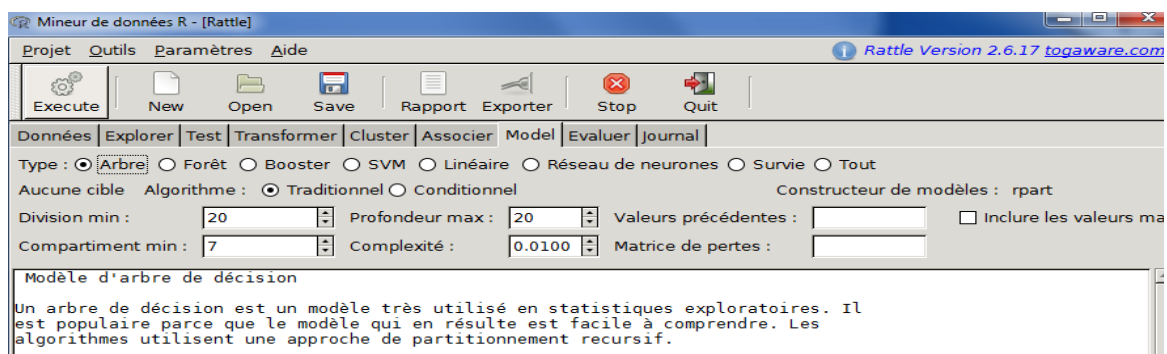 Mineur de données R - [Rattle]
Projet Outils Paramètres Aide Rattle Version 2.6.17 togaware.com
Execute New Open Save Rapport Exporter Stop Quit
Données Explorer Test Transformer Cluster Associer Model Evaluer Journal
Type : Arbre Forêt Booster SVM Linéaire Réseau de neurones Survie Tout
Aucune cible Algorithme : Traditionnel Conditionnel Constructeur de modèles : rpart
Division min : 20 Profondeur max : 20 Valeurs précédentes : Inclure les valeurs ma
Compartiment min : 7 Complexité : 0.0100 Matrice de pertes :
Modèle d'arbre de décision
Un arbre de décision est un modèle très utilisé en statistiques exploratoires. Il
est populaire parce que le modèle qui en résulte est facile à comprendre. Les
algorithmes utilisent une approche de partitionnement recursif.